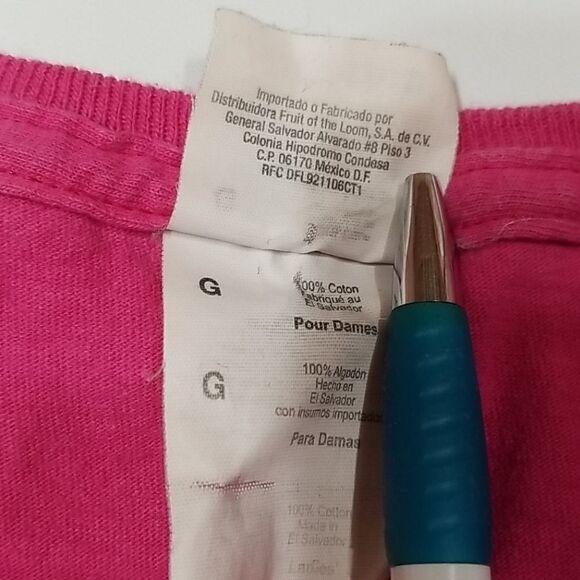 Importado o Fabricado por
Distribuidora Fruit of the Loom, S.A. de C.V.
General Salvador Alvarado #8 Piso 3
Colonia Hipodromo Condesa
C.P. 06170 México D.F.
RFC DFL921106CT1
G
100% Coton
Fabriqué au
El Salvador
Pour Dames
G
100% Algodón
Hecho en
El Salvador
con insumos importado
Para Damas
100% Cotton
Made in
El Salvador
Ladies'